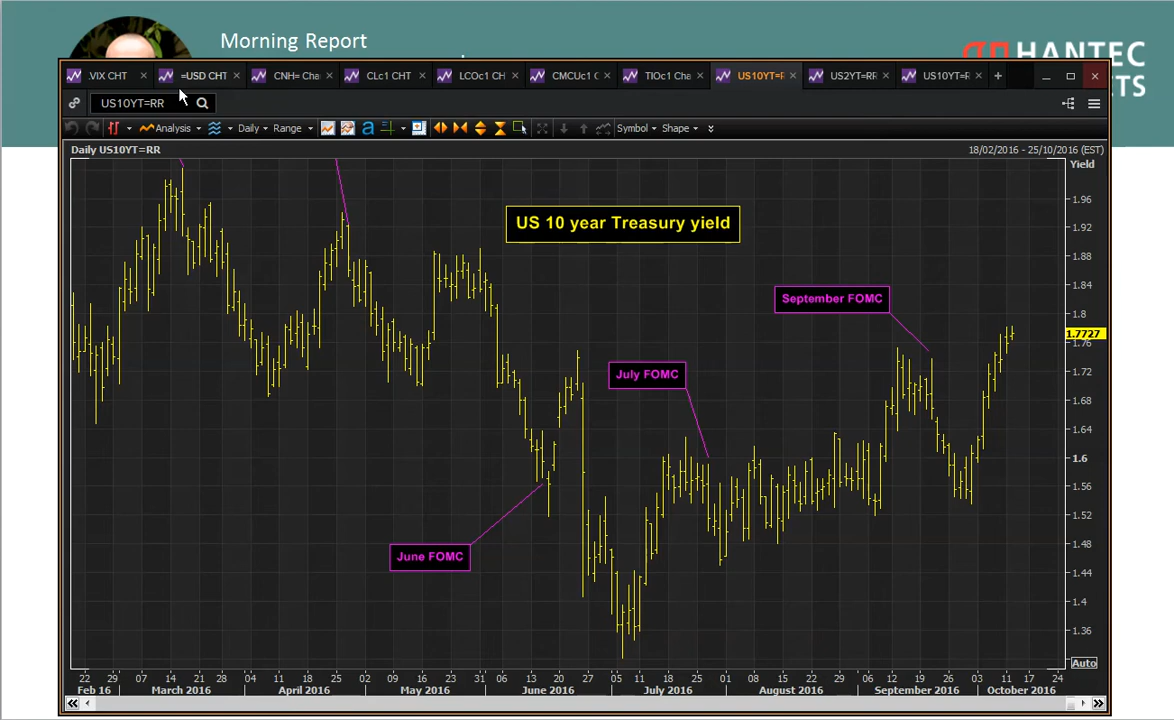 Morning Report
HANTEC
.VIX CHT
=USD CHT
CNH= Cha
CLc1 CHT
LCOc1 CH
CMCUc1 C
TIOc1 Cha
US10YT=R
US2YT=RR
US10YT=R
KETS
US10YT=RR
Analysis
Daily
Range
a
Symbol
Shape
Daily US10YT=RR
18/02/2016 - 25/10/2016 (EST)
Yield
US 10 year Treasury yield
September FOMC
July FOMC
June FOMC
1.96
1.92
1.88
1.84
1.8
1.7727
1.76
1.72
1.68
1.64
1.6
1.56
1.52
1.48
1.44
1.4
1.36
Auto
22 29 07 14 21 28 04 11 18 25 02 09 16 23 06 13 20 27 05 11 18 25 01 08 15 22 29 06 12 19 26 03 11 17 24
Feb 16 March 2016 April 2016 May 2016 June 2016 July 2016 August 2016 September 2016 October 2016